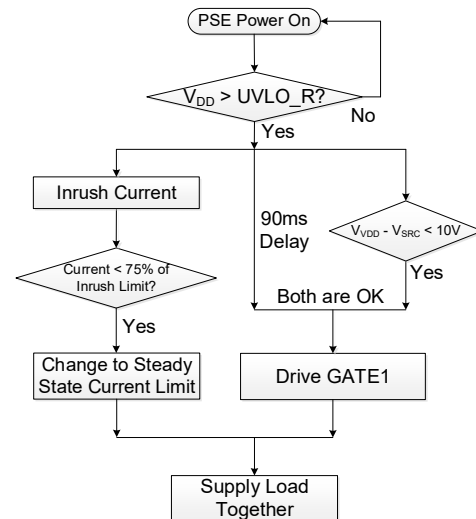 PSE Power On
V_DD > UVLO_R?
No
Yes
Inrush Current
90ms
Delay
V_VDD - V_SRC < 10V
Current < 75% of
Inrush Limit?
Yes
Yes
Both are OK
Change to Steady
State Current Limit
Drive GATE1
Supply Load
Together